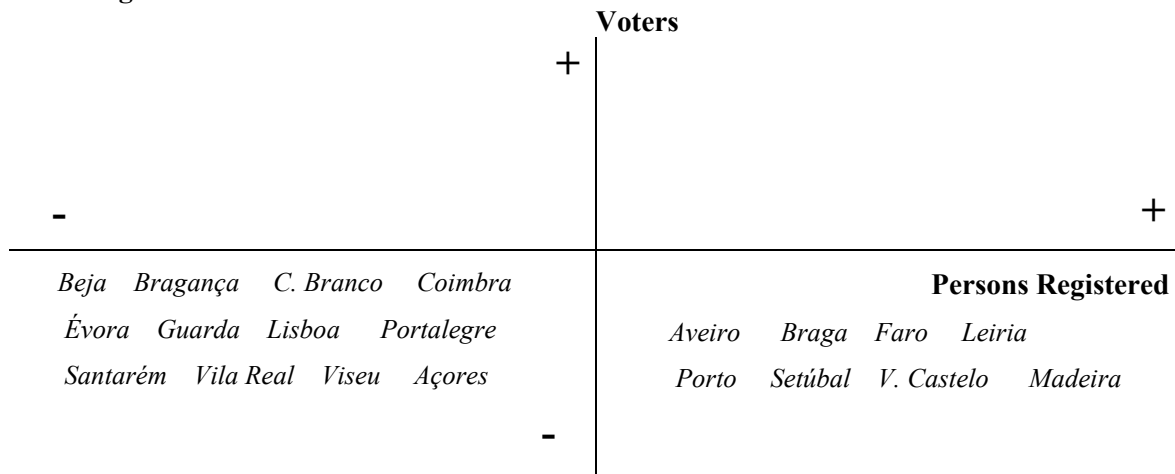 Voters
+
-
+
Beja Bragança C. Branco Coimbra
Persons Registered
Évora Guarda Lisboa Portalegre
Aveiro Braga Faro Leiria
Santarém Vila Real Viseu Açores
Porto Setúbal V. Castelo Madeira
-